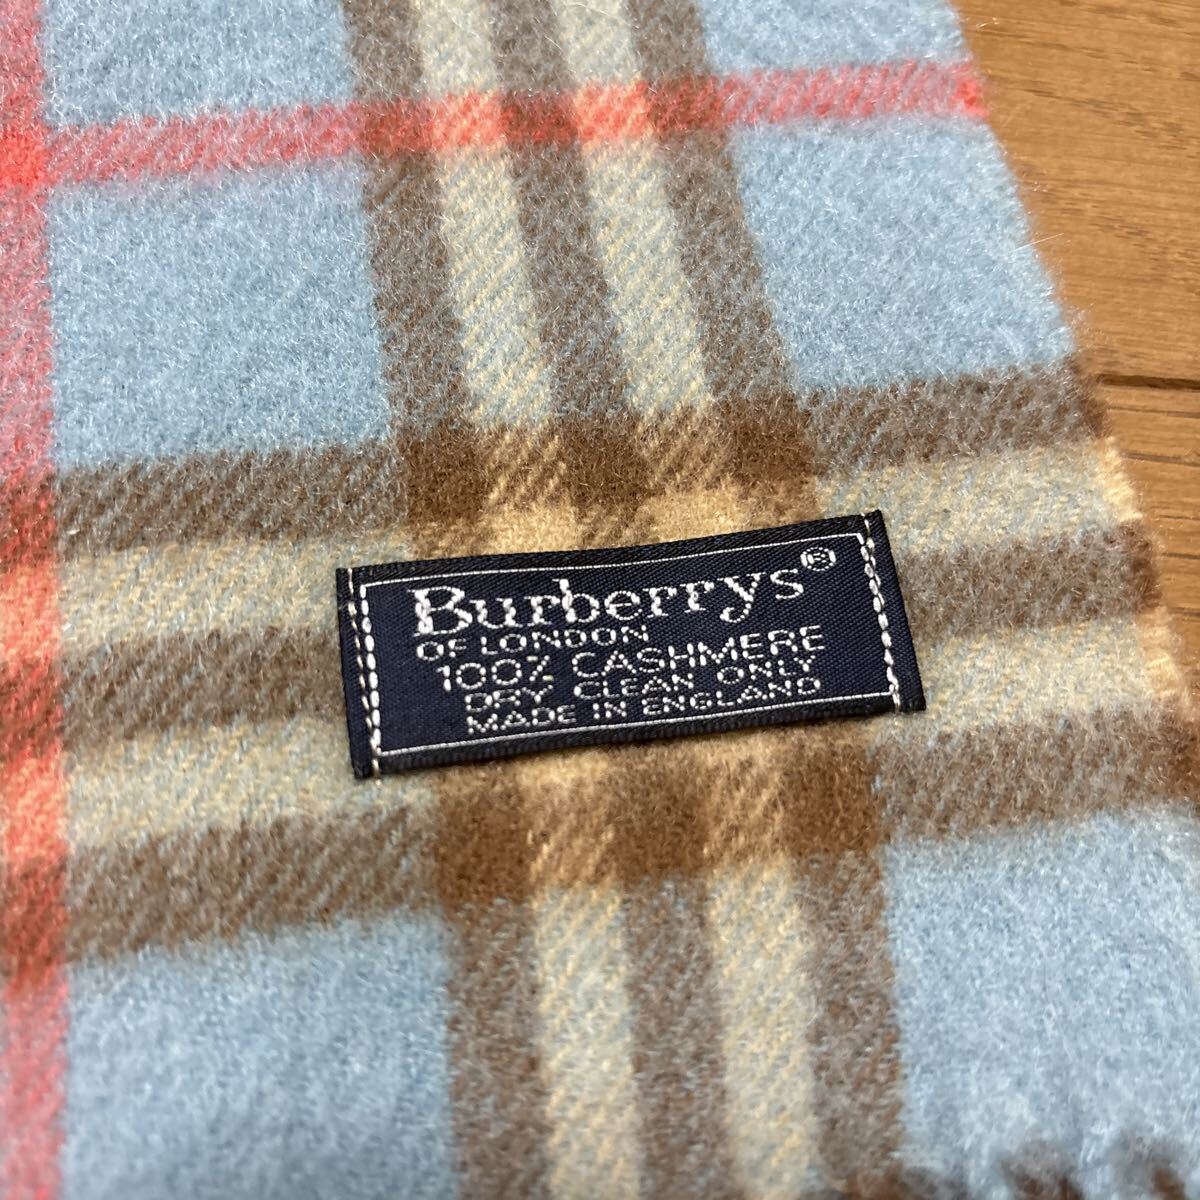 Burberrys®
OF LONDON
100% CASHMERE
DRY CLEAN ONLY
MADE IN ENGLAND